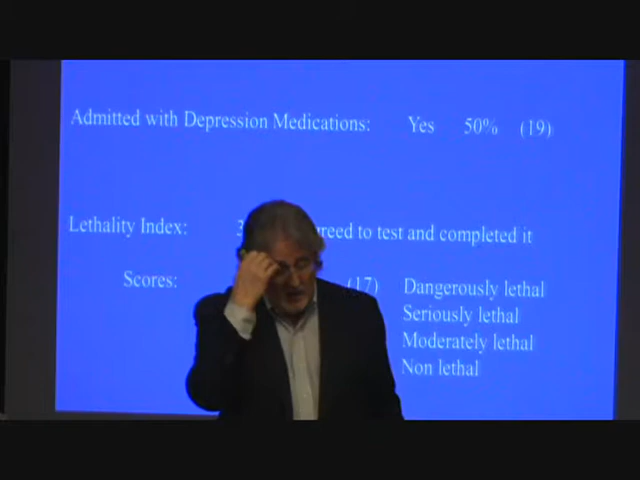 Admitted with Depression Medications: Yes 50% (19)
Lethality Index: to test and completed it
Scores: (17) Dangerously lethal
Seriously lethal
Moderately lethal
Non lethal